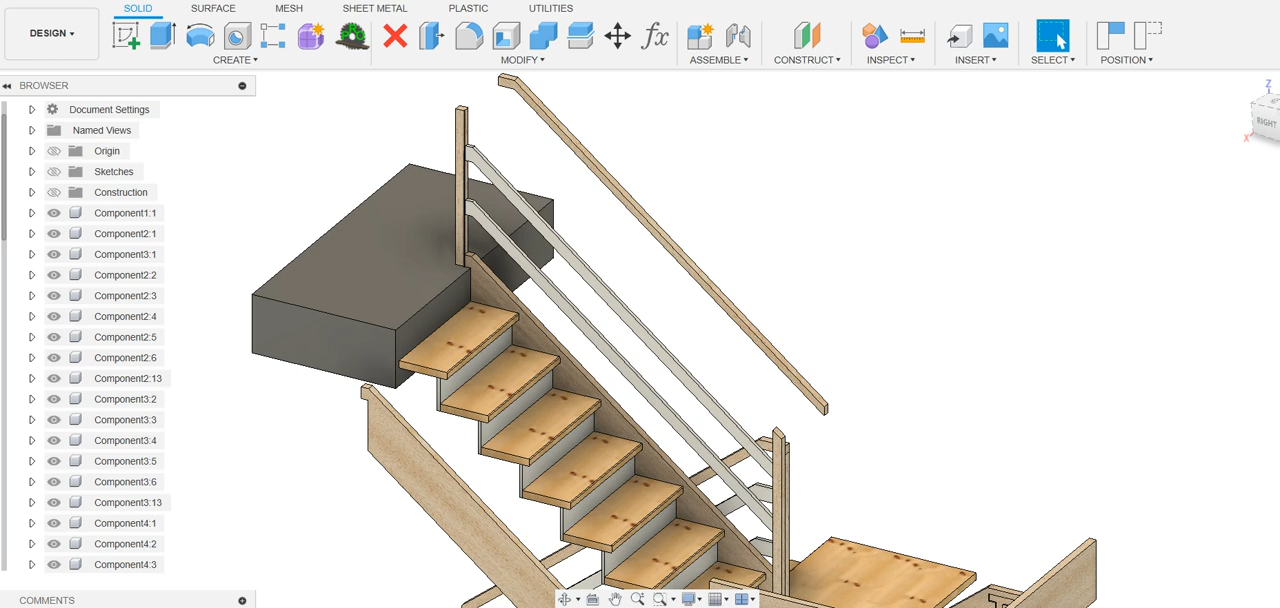 SOLID SURFACE MESH SHEET METAL PLASTIC UTILITIES
DESIGN ▾
CREATE ▾ MODIFY ▾ ASSEMBLE ▾ CONSTRUCT ▾ INSPECT ▾ INSERT ▾ SELECT ▾ POSITION ▾
BROWSER
Document Settings
Named Views
Origin
Sketches
Construction
Component1:1
Component2:1
Component3:1
Component2:2
Component2:3
Component2:4
Component2:5
Component2:6
Component2:13
Component3:2
Component3:3
Component3:4
Component3:5
Component3:6
Component3:13
Component4:1
Component4:2
Component4:3
COMMENTS
Z
RIGHT
X